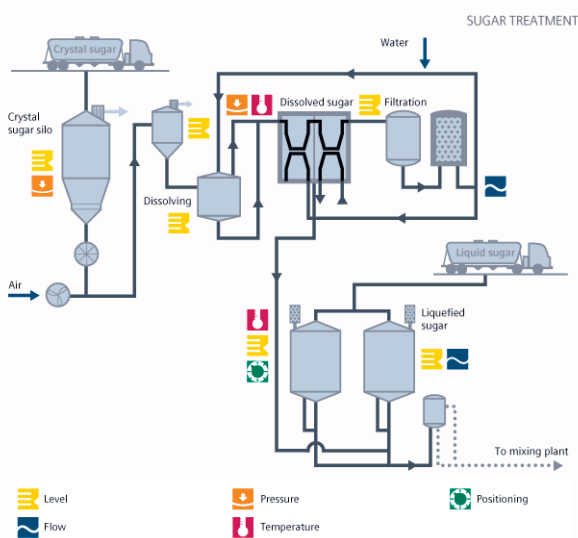 SUGAR TREATMENT
Crystal sugar
Water
Dissolved sugar
Filtration
Crystal
sugar silo
Dissolving
Air
Liquid sugar
Liquefied
sugar
To mixing plant
Level
Pressure
Positioning
Flow
Temperature